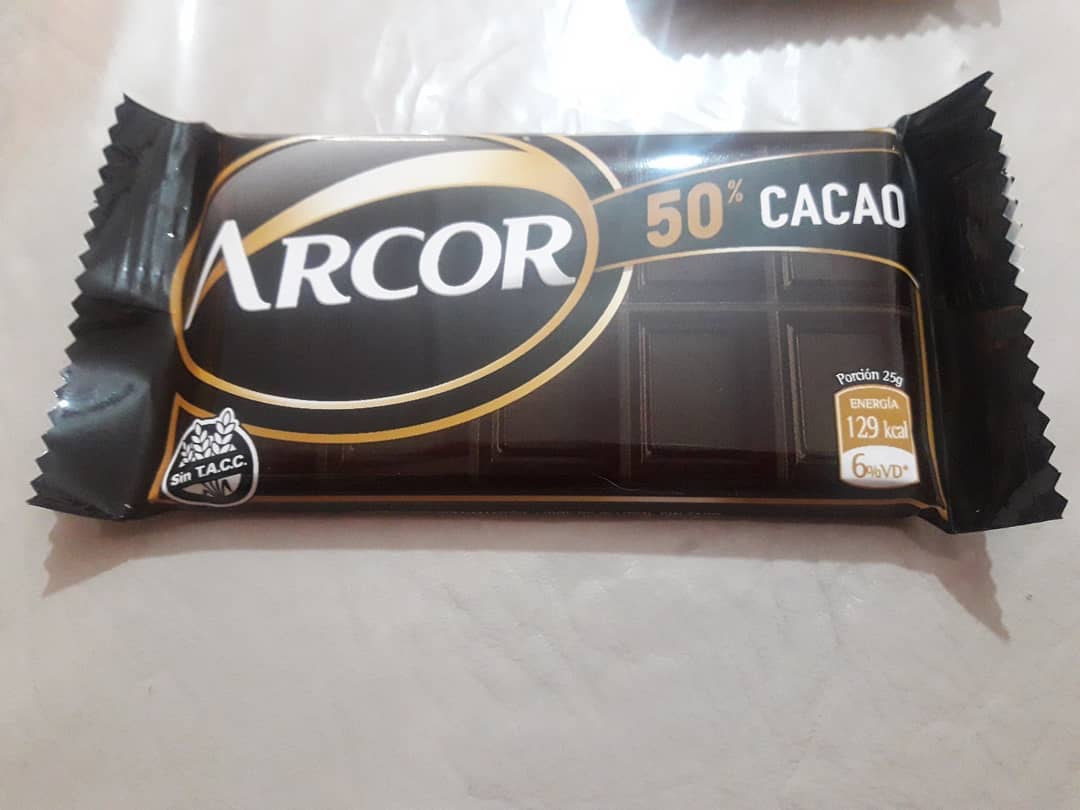 ARCOR
50% CACAO
Porción 25g
ENERGÍA
129 kcal
6%VD*
Sin T.A.C.C.